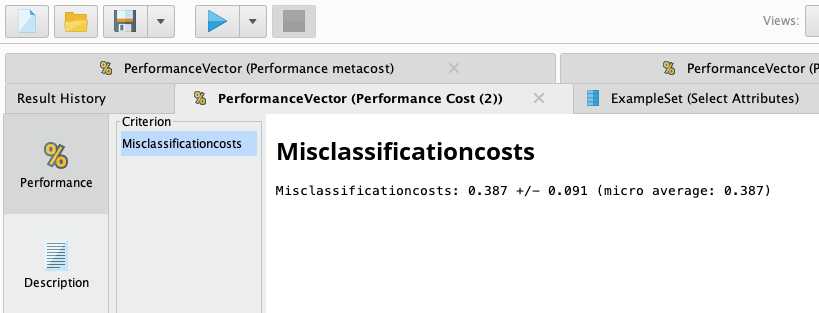 Views:
PerformanceVector (Performance metacost)
PerformanceVector (P
Result History
PerformanceVector (Performance Cost (2))
ExampleSet (Select Attributes)
Criterion
Misclassificationcosts
Performance
Description
Misclassificationcosts
Misclassificationcosts: 0.387 +/- 0.091 (micro average: 0.387)